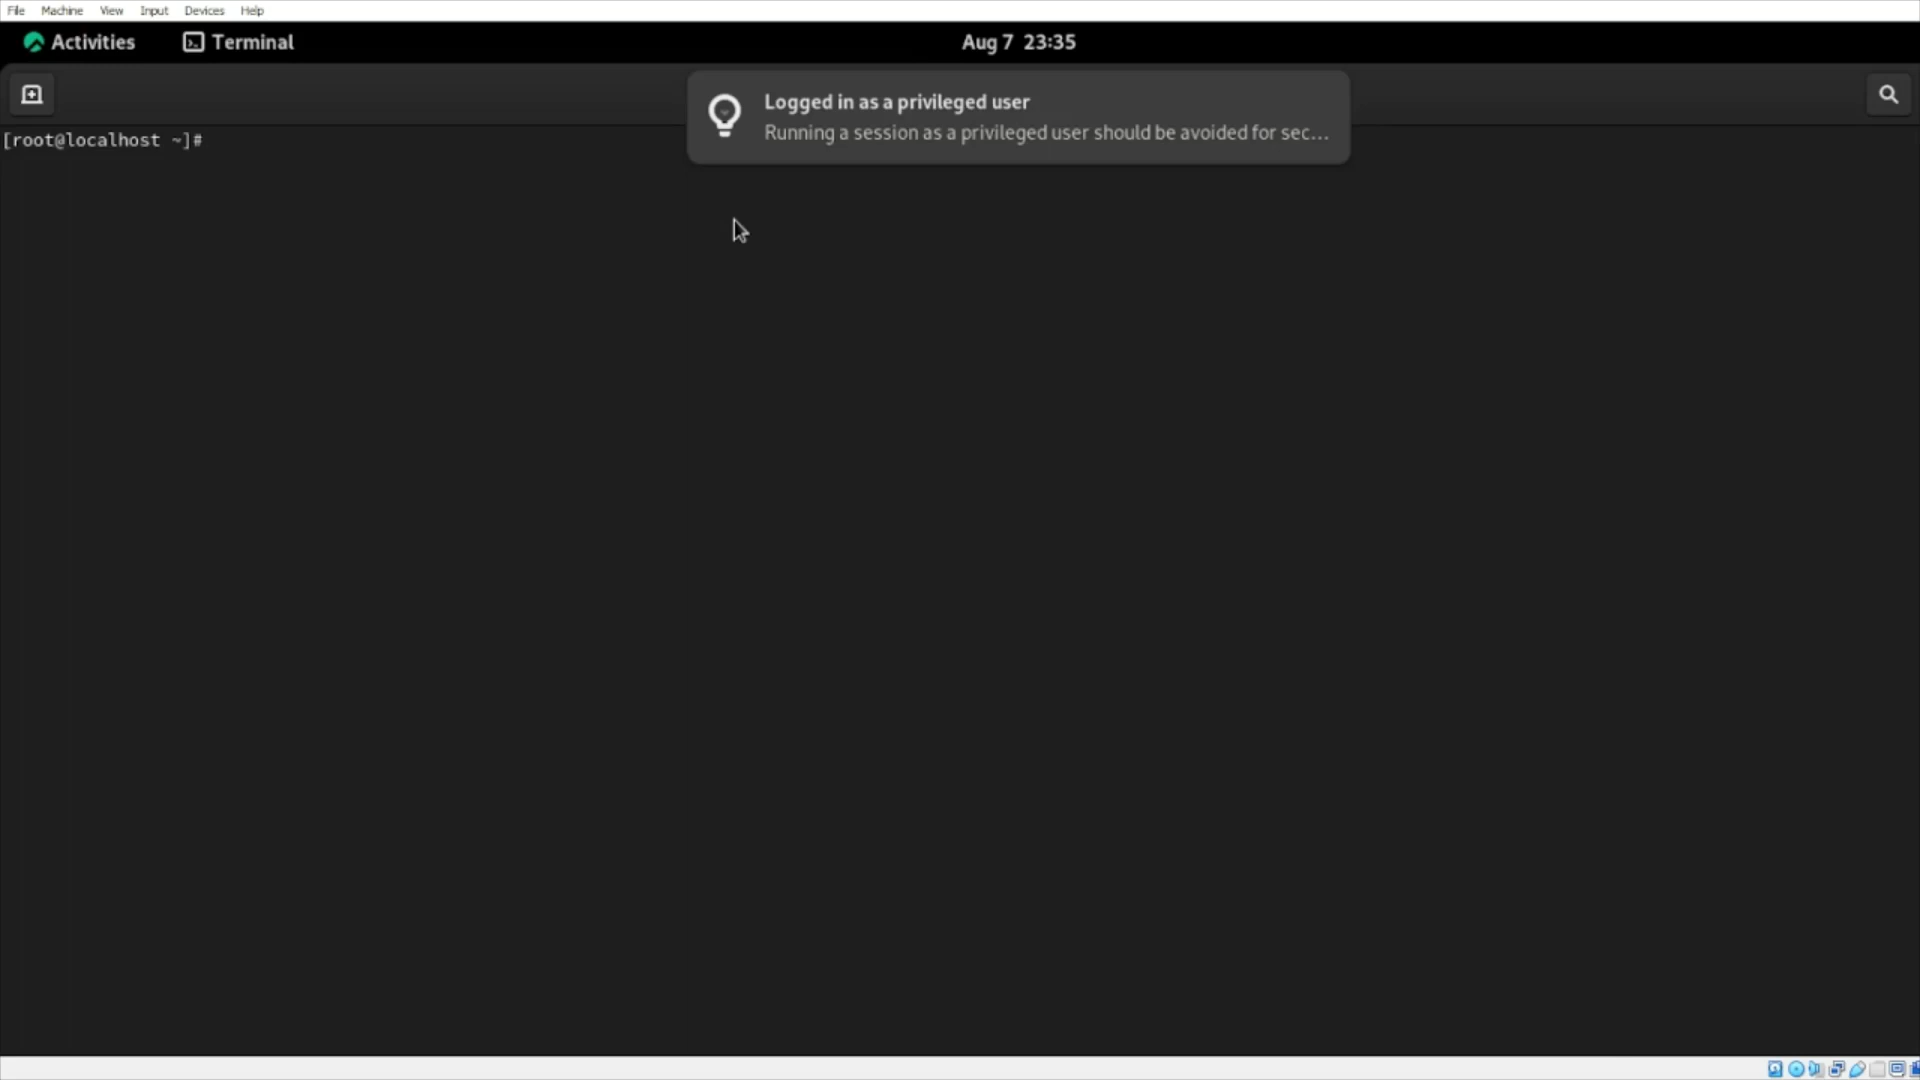 File Machine View Input Devices Help
Activities Terminal Aug 7 23:35
Logged in as a privileged user
Running a session as a privileged user should be avoided for sec...
[root@localhost ~]#